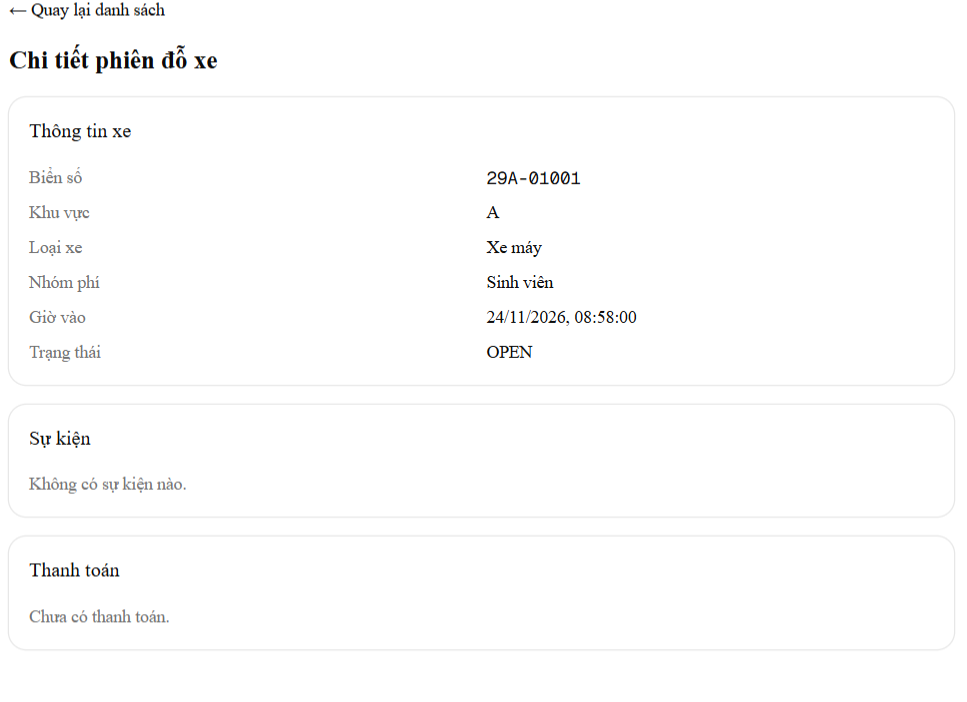 ← Quay lại danh sách
Chi tiết phiên đỗ xe
Thông tin xe
Biển số 29A-01001
Khu vực A
Loại xe Xe máy
Nhóm phí Sinh viên
Giờ vào 24/11/2026, 08:58:00
Trạng thái OPEN
Sự kiện
Không có sự kiện nào.
Thanh toán
Chưa có thanh toán.